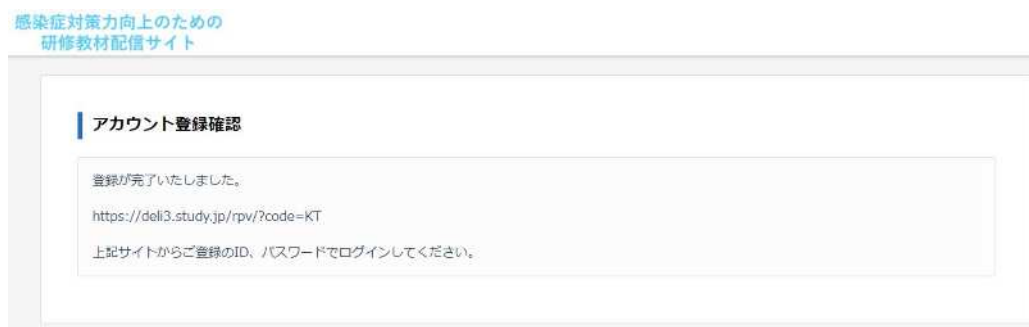 感染症対策力向上のための
研修教材配信サイト
アカウント登録確認
登録が完了いたしました。
https://deli3.study.jp/rpv/?code=KT
上記サイトからご登録のID、パスワードでログインしてください。